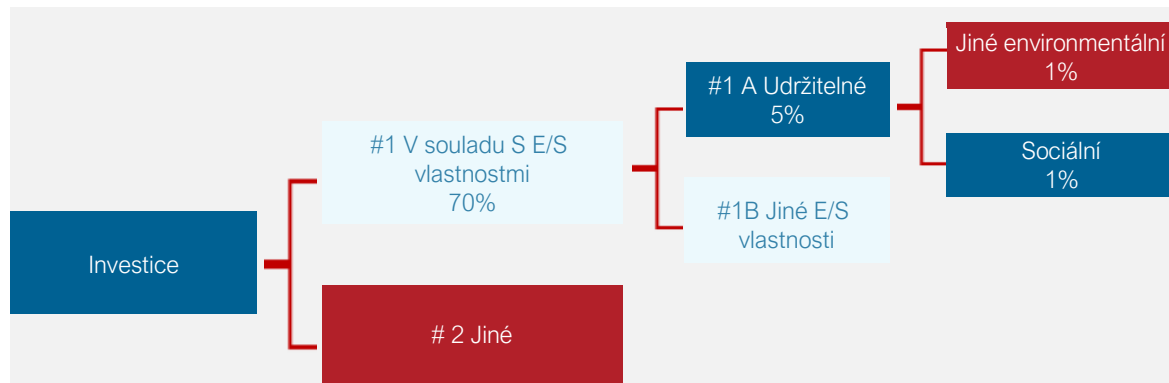 Jiné environmentální
1%
#1 A Udržitelné
5%
Sociální
1%
#1 V souladu S E/S
vlastnostmi
70%
#1B Jiné E/S
vlastnosti
Investice
# 2 Jiné